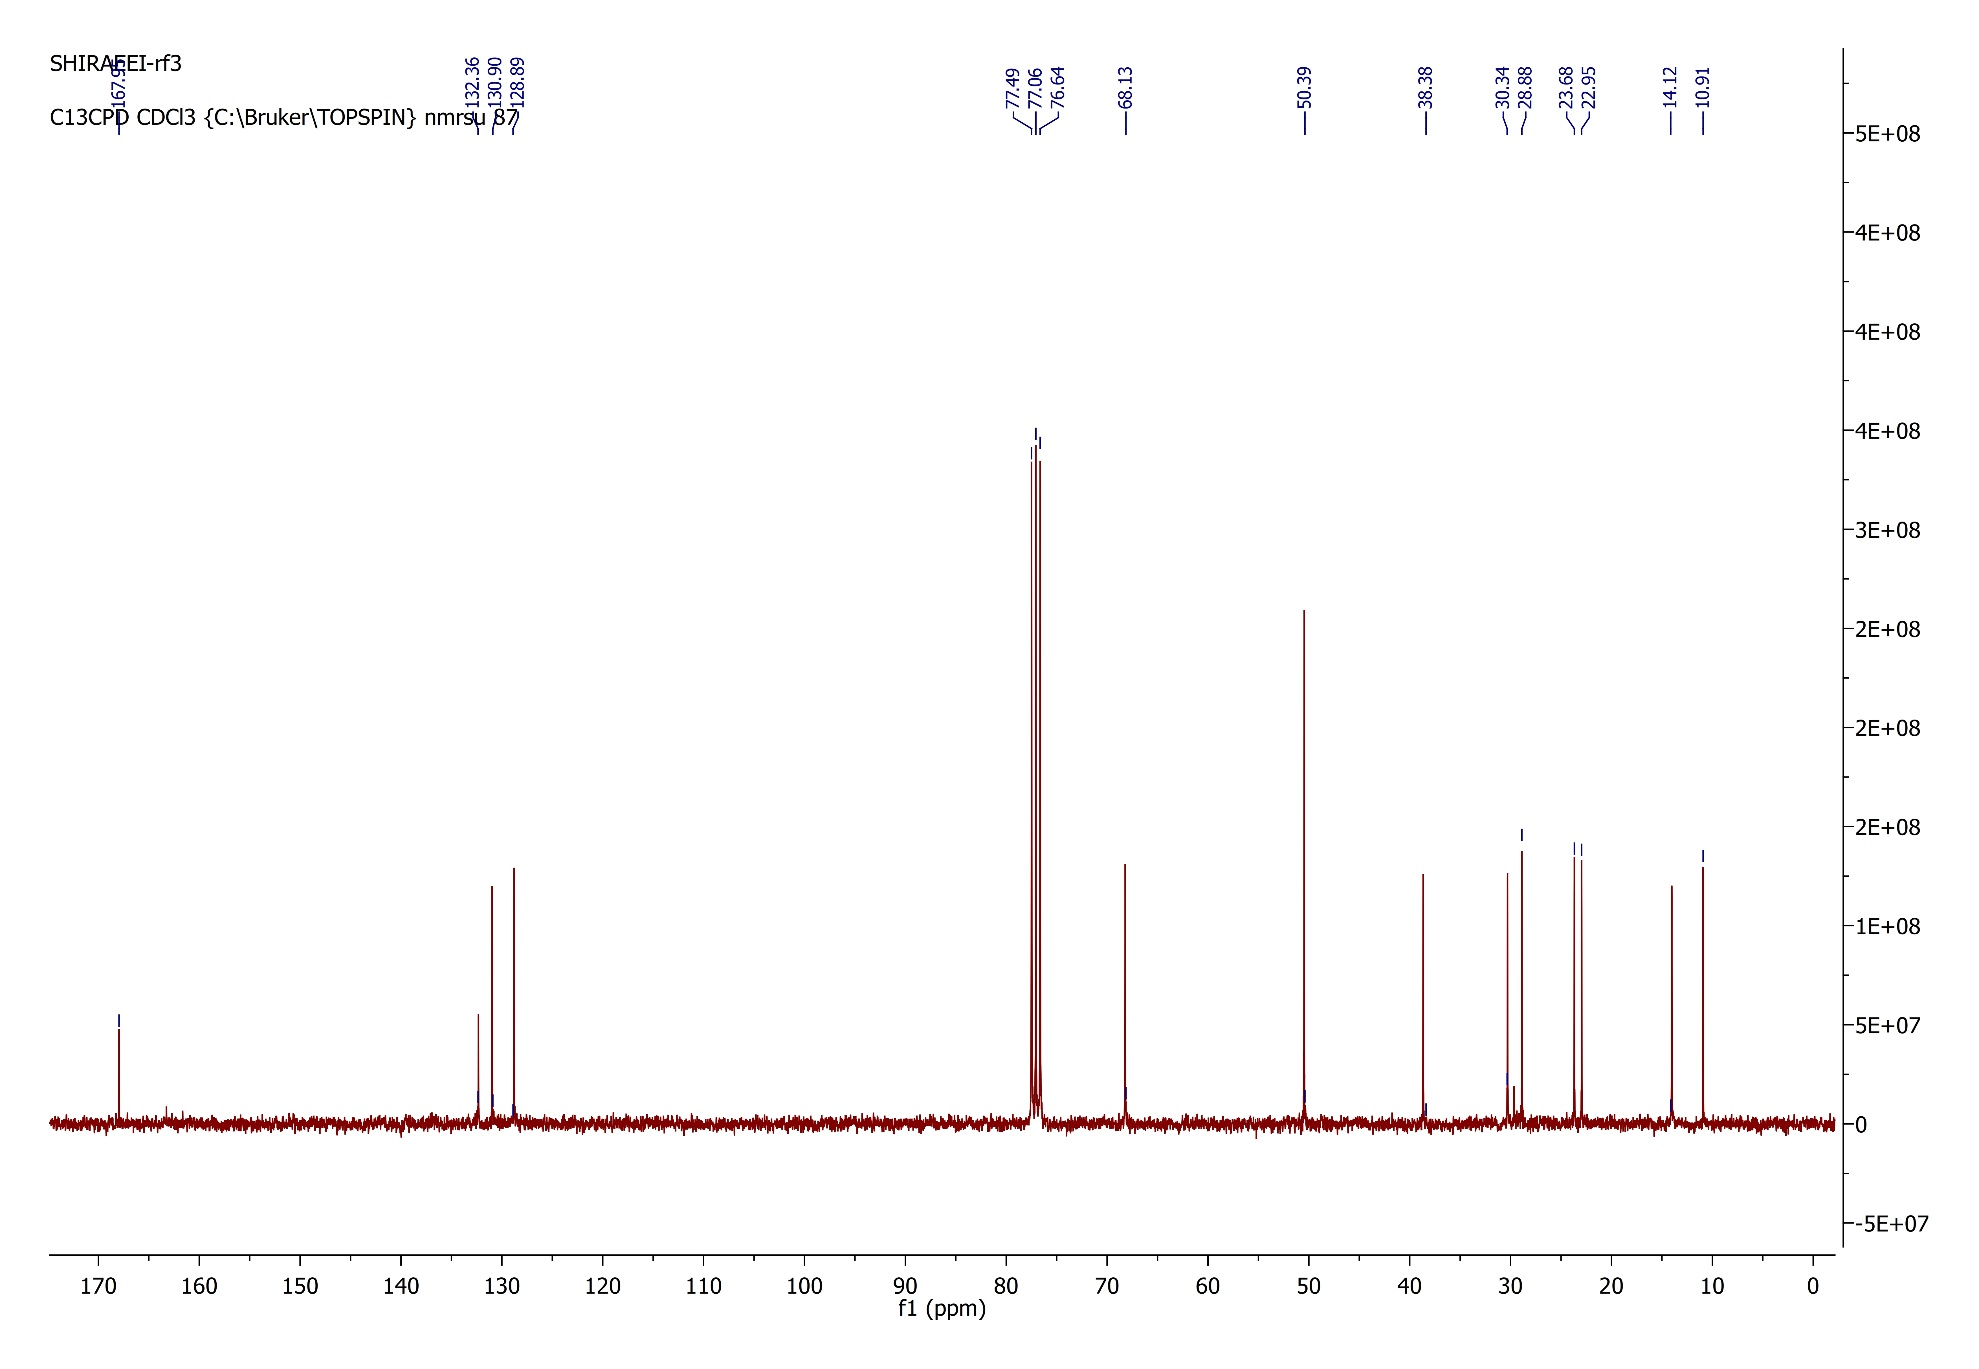 SHIRAFEI-rf3
C13CPD CDCl3 {C:\Bruker\TOPSPIN} nmrsu 87
167.95
132.36
130.90
128.89
77.49
77.06
76.64
68.13
50.39
38.38
30.34
28.88
23.68
22.95
14.12
10.91
5E+08
4E+08
4E+08
4E+08
3E+08
2E+08
2E+08
2E+08
1E+08
5E+07
0
-5E+07
170 160 150 140 130 120 110 100 90 80 70 60 50 40 30 20 10 0
f1 (ppm)